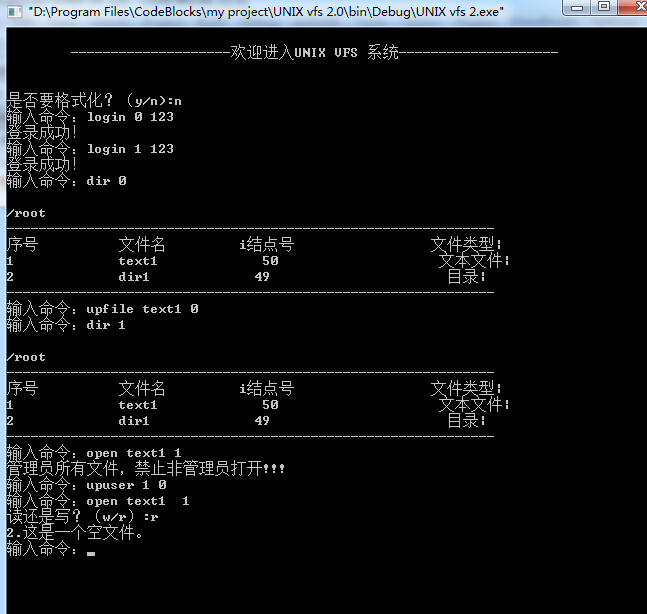 "D:\Program Files\CodeBlocks\my project\UNIX vfs 2.0\bin\Debug\UNIX vfs 2.exe"
--------------------欢迎进入UNIX VFS 系统--------------------
是否要格式化？（y/n):n
输入命令：login 0 123
登录成功！
输入命令：login 1 123
登录成功！
输入命令：dir 0
/root
-------------------------------------------------------------
序号 文件名 i结点号 文件类型¦
1 text1 50 文本文件¦
2 dir1 49 目录¦
-------------------------------------------------------------
输入命令：upfile text1 0
输入命令：dir 1
/root
-------------------------------------------------------------
序号 文件名 i结点号 文件类型¦
1 text1 50 文本文件¦
2 dir1 49 目录¦
-------------------------------------------------------------
输入命令：open text1 1
管理员所有文件，禁止非管理员打开!!!
输入命令：upuser 1 0
输入命令：open text1  1
读还是写？（w/r）:r
2.这是一个空文件。
输入命令：